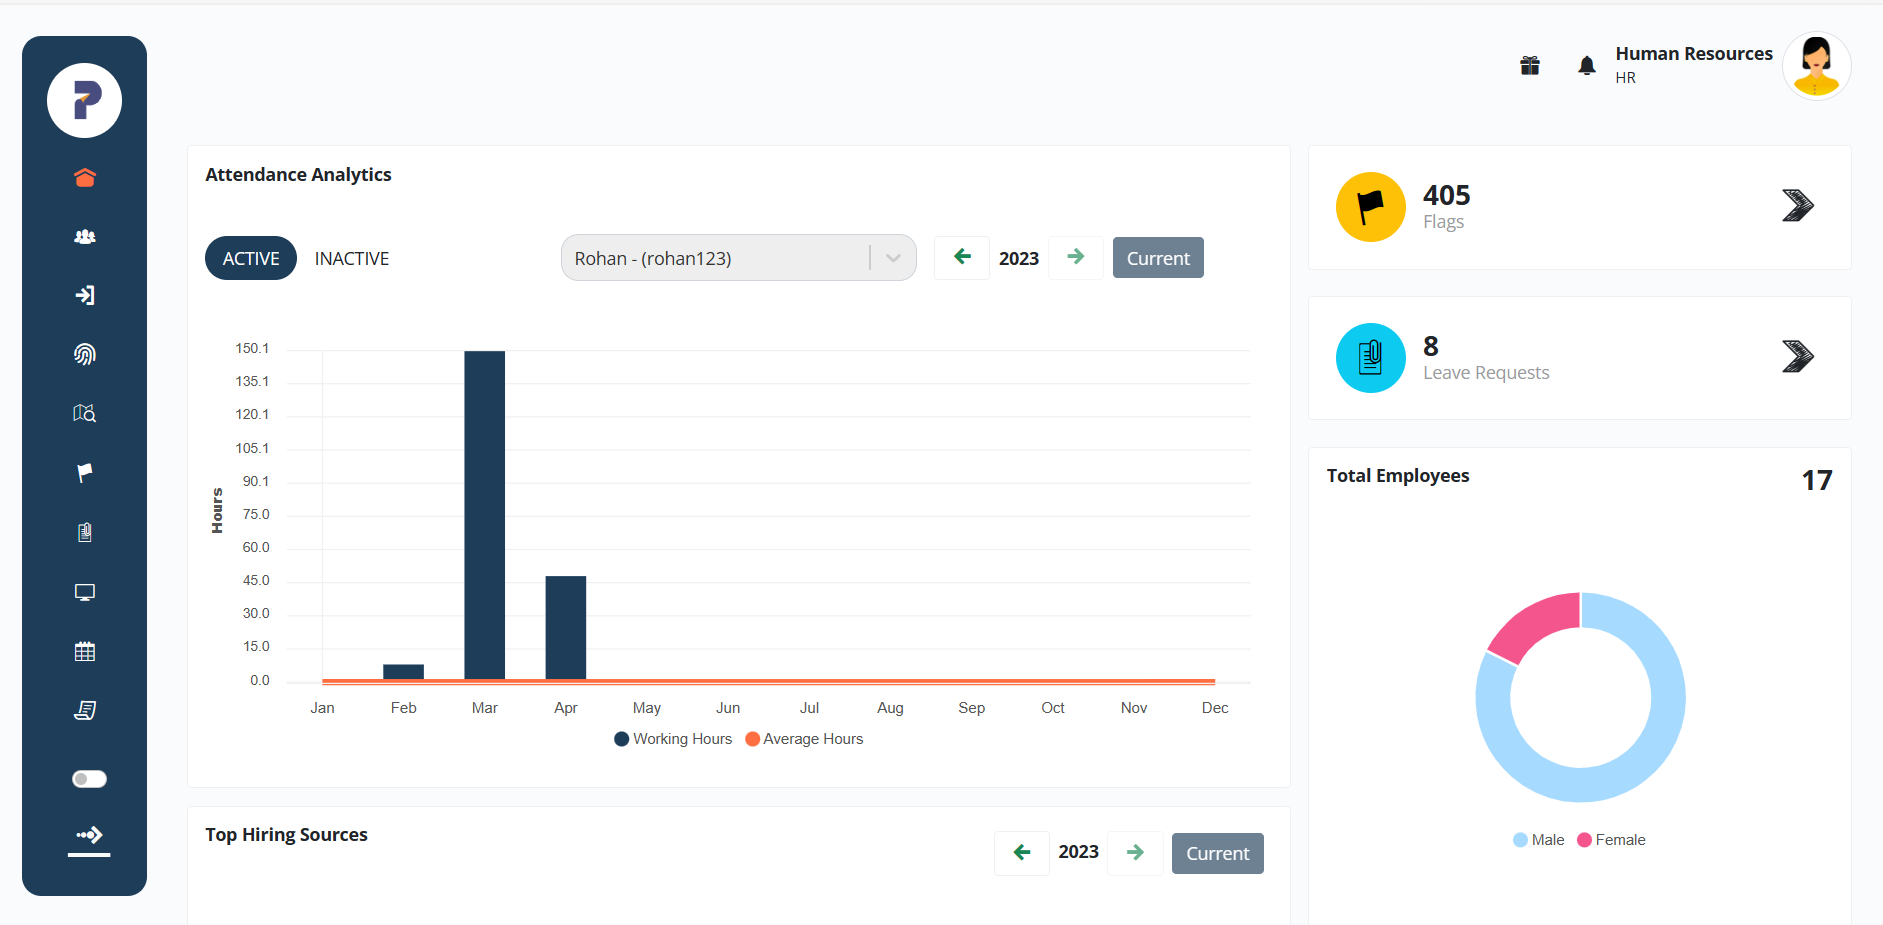 Human Resources
HR
Attendance Analytics
ACTIVE INACTIVE Rohan - (rohan123) 2023 Current
150.1
135.1
120.1
105.1
90.1
75.0
60.0
45.0
30.0
15.0
0.0
Hours
Jan Feb Mar Apr May Jun Jul Aug Sep Oct Nov Dec
Working Hours Average Hours
405
Flags
8
Leave Requests
Total Employees 17
Male Female
Top Hiring Sources 2023 Current